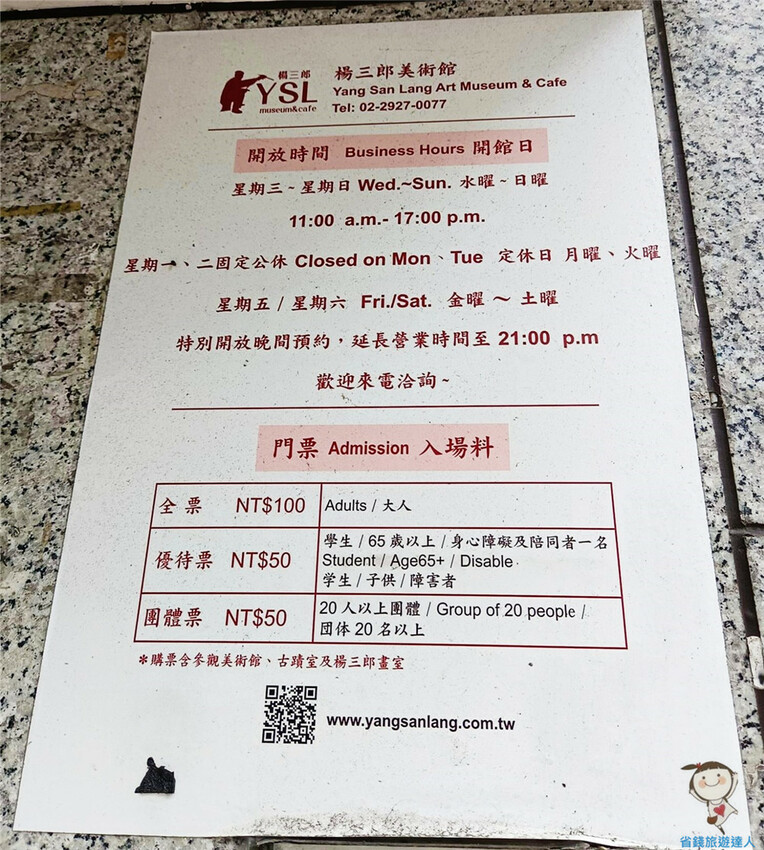 楊三郎
YSL
museum&cafe
楊三郎美術館
Yang San Lang Art Museum & Cafe
Tel: 02-2927-0077
開放時間 Business Hours 開館日
星期三~星期日 Wed.~Sun. 水曜~日曜
11:00 a.m.- 17:00 p.m.
星期一、二固定公休 Closed on Mon、Tue 定休日 月曜、火曜
星期五/星期六 Fri./Sat. 金曜～土曜
特別開放晚間預約，延長營業時間至 21:00 p.m
歡迎來電洽詢~
門票 Admission 入場料
全票 NT$100 Adults / 大人
優待票 NT$50
學生 / 65 歲以上 / 身心障礙及陪同者一名
Student / Age65+ / Disable
学生 / 子供 / 障害者
團體票 NT$50
20 人以上團體 / Group of 20 people /
団体 20 名以上
＊購票含參觀美術館、古蹟室及楊三郎畫室
www.yangsanlang.com.tw
省錢旅遊達人